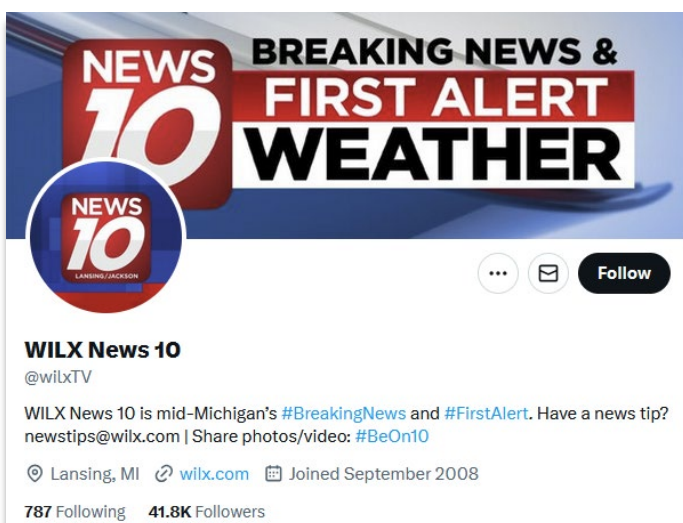 NEWS
10
BREAKING NEWS &
FIRST ALERT
WEATHER
NEWS
10
LANSING/JACKSON
Follow
WILX News 10
@wilxTV
WILX News 10 is mid-Michigan’s #BreakingNews and #FirstAlert. Have a news tip?
newstips@wilx.com | Share photos/video: #BeOn10
Lansing, MI wilx.com Joined September 2008
787 Following 41.8K Followers